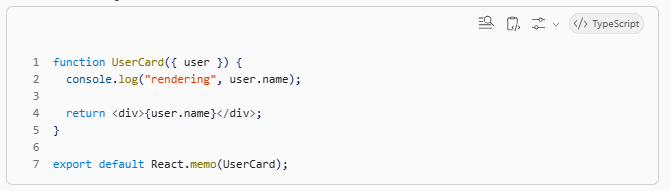 </> TypeScript
1 function UserCard({ user }) {
2   console.log("rendering", user.name);
3
4   return <div>{user.name}</div>;
5 }
6
7 export default React.memo(UserCard);